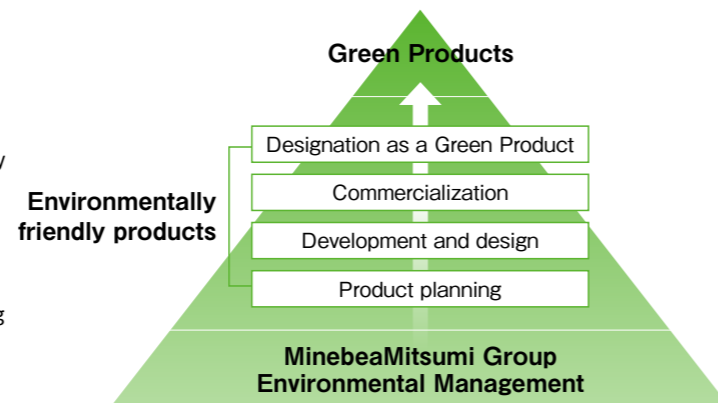 Green Products
Designation as a Green Product
Commercialization
Environmentally
friendly products
Development and design
Product planning
MinebeaMitsumi Group
Environmental Management